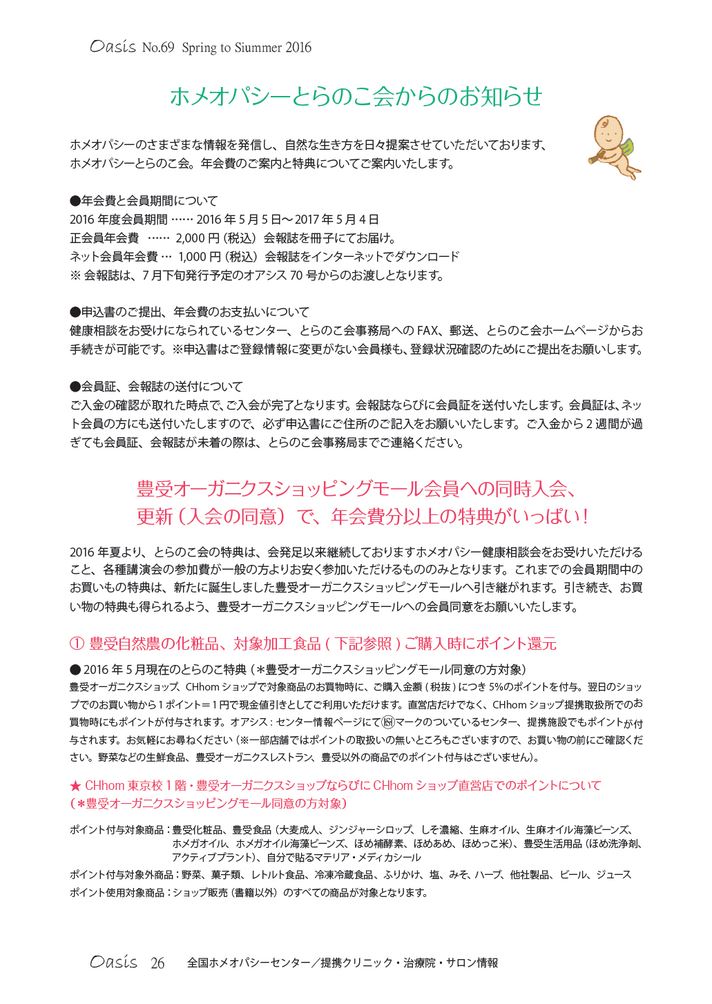 Oasis No.69 Spring to Siummer 2016
ホメオパシーとらのこ会からのお知らせ
ホメオパシーのさまざまな情報を発信し、自然な生き方を日々提案させていただいております、
ホメオパシーとらのこ会。年会費のご案内と特典についてご案内いたします。
●年会費と会員期間について
2016 年度会員期間 …… 2016 年 5 月 5 日〜 2017 年 5 月 4 日
正会員年会費 …… 2,000 円（税込）会報誌を冊子にてお届け。
ネット会員年会費 … 1,000 円（税込）会報誌をインターネットでダウンロード
※ 会報誌は、7 月下旬発行予定のオアシス 70 号からのお渡しとなります。
●申込書のご提出、年会費のお支払いについて
健康相談をお受けになられているセンター、とらのこ会事務局への FAX、郵送、とらのこ会ホームページからお
手続きが可能です。※申込書はご登録情報に変更がない会員様も、登録状況確認のためにご提出をお願いします。
●会員証、会報誌の送付について
ご入金の確認が取れた時点で、ご入会が完了となります。会報誌ならびに会員証を送付いたします。会員証は、ネッ
ト会員の方にも送付いたしますので、必ず申込書にご住所のご記入をお願いいたします。ご入金から 2 週間が過
ぎても会員証、会報誌が未着の際は、とらのこ会事務局までご連絡ください。
豊受オーガニクスショッピングモール会員への同時入会、
更新（入会の同意）で、年会費分以上の特典がいっぱい！
2016 年夏より、とらのこ会の特典は、会発足以来継続しておりますホメオパシー健康相談会をお受けいただける
こと、各種講演会の参加費が一般の方よりお安く参加いただけるもののみとなります。これまでの会員期間中の
お買いもの特典は、新たに誕生しました豊受オーガニクスショッピングモールへ引き継がれます。引き続き、お買
い物の特典も得られるよう、豊受オーガニクスショッピングモールへの会員同意をお願いいたします。
① 豊受自然農の化粧品、対象加工食品 ( 下記参照 ) ご購入時にポイント還元
● 2016 年 5 月現在のとらのこ特典（＊豊受オーガニクスショッピングモール同意の方対象）
豊受オーガニクスショップ、CHhom ショップで対象商品のお買物時に、ご購入金額 ( 税抜 ) につき 5%のポイントを付与。翌日のショッ
プでのお買い物から 1 ポイント＝ 1 円で現金値引きとしてご利用いただけます。直営店だけでなく、CHhom ショップ提携取扱所でのお
買物時にもポイントが付与されます。オアシス : センター情報ページにてマークのついているセンター、提携施設でもポイントが付
与されます。お気軽にお尋ねください（※一部店舗ではポイントの取扱いの無いところもございますので、お買い物の前にご確認くだ
さい。野菜などの生鮮食品、豊受オーガニクスレストラン、豊受以外の商品でのポイント付与はございません）。
★ CHhom 東京校 1 階・豊受オーガニクスショップならびに CHhom ショップ直営店でのポイントについて
（＊豊受オーガニクスショッピングモール同意の方対象）
ポイント付与対象商品：豊受化粧品、豊受食品（大麦成人、ジンジャーシロップ、しそ濃縮、生麻オイル、生麻オイル海藻ビーンズ、
ホメガオイル、ホメガオイル海藻ビーンズ、ほめ補酵素、ほめあめ、ほめっこ米）、豊受生活用品（ほめ洗浄剤、
アクティブプラント）、自分で貼るマテリア・メディカシール
ポイント付与対象外商品：野菜、菓子類、レトルト食品、冷凍冷蔵食品、ふりかけ、塩、みそ、ハーブ、他社製品、ビール、ジュース
ポイント使用対象商品：ショップ販売（書籍以外）のすべての商品が対象となります。
Oasis 26 全国ホメオパシーセンター／提携クリニック・治療院・サロン情報